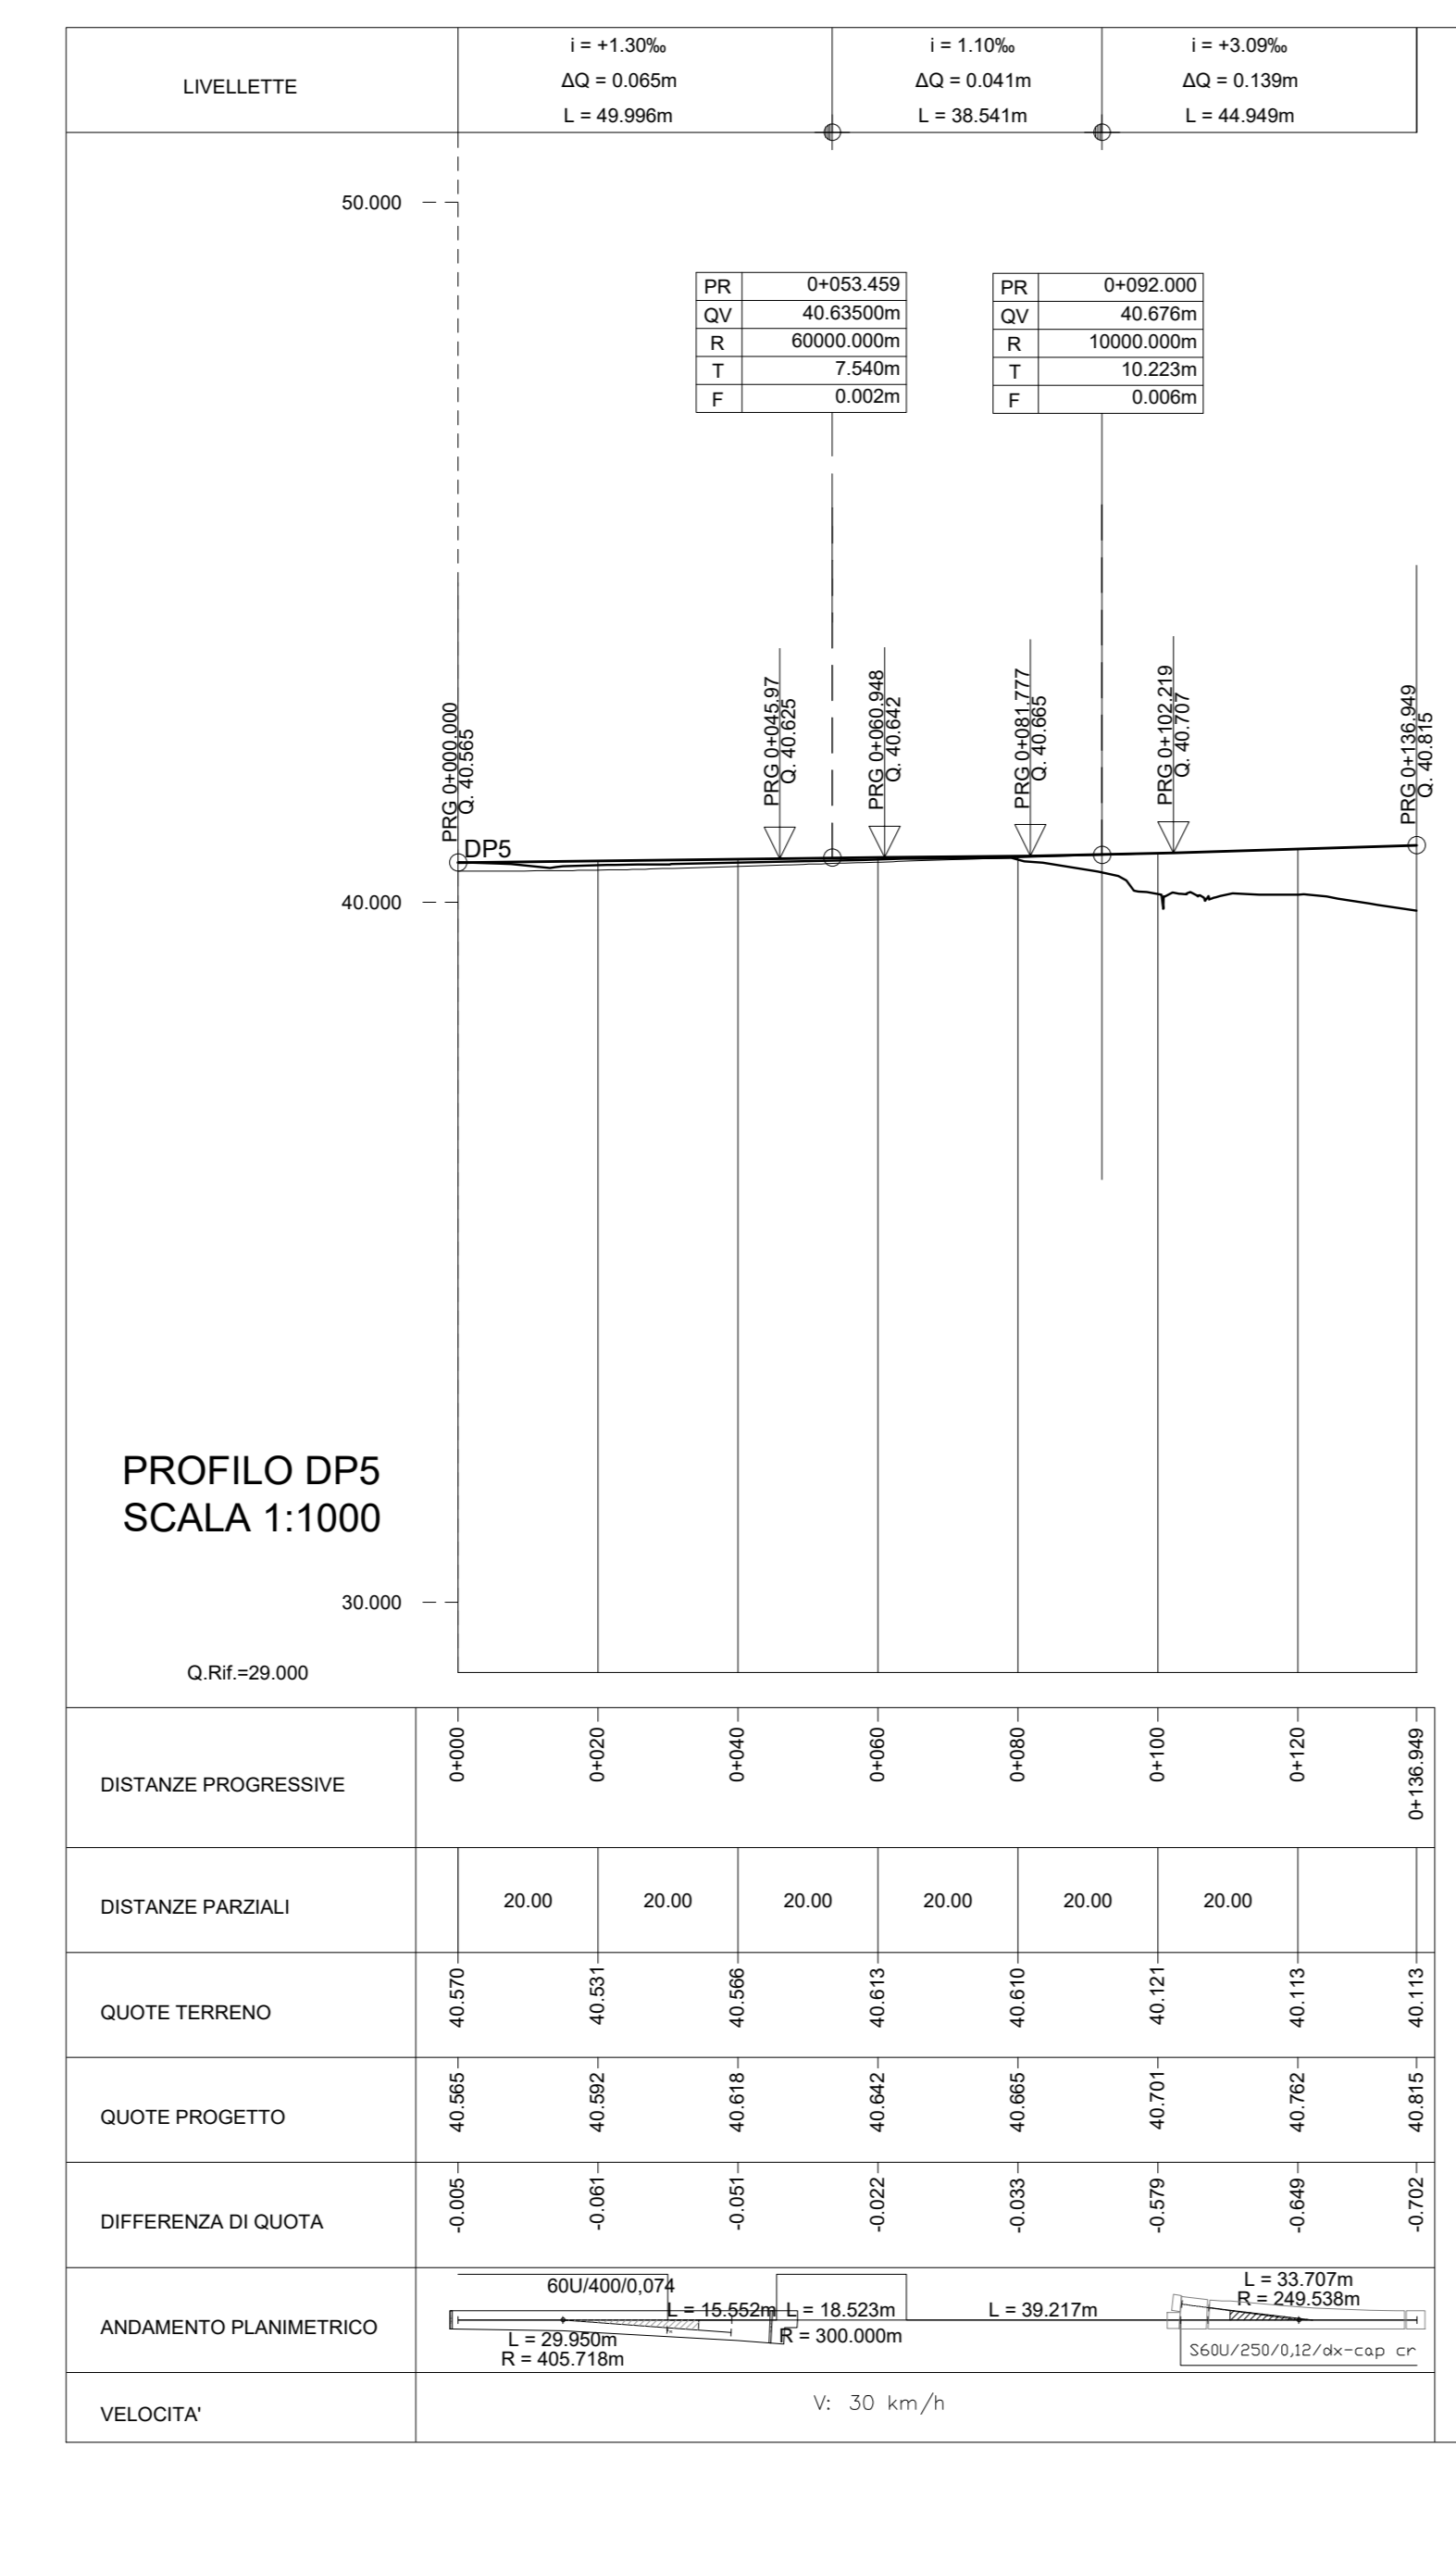 LIVELLETTE
i = +1.30‰
ΔQ = 0.065m
L = 49.996m
i = 1.10‰
ΔQ = 0.041m
L = 38.541m
i = +3.09‰
ΔQ = 0.139m
L = 44.949m
50.000
PR 0+053.459
QV 40.63500m
R 60000.000m
T 7.540m
F 0.002m
PR 0+092.000
QV 40.676m
R 10000.000m
T 10.223m
F 0.006m
PRG 0+000.000
Q. 40.565
PRG 0+045.97
Q. 40.625
PRG 0+060.948
Q. 40.642
PRG 0+081.777
Q. 40.665
PRG 0+102.219
Q. 40.707
PRG 0+136.949
Q. 40.815
DP5
40.000
PROFILO DP5
SCALA 1:1000
30.000
Q.Rif.=29.000
DISTANZE PROGRESSIVE
0+000 0+020 0+040 0+060 0+080 0+100 0+120 0+136.949
DISTANZE PARZIALI
20.00 20.00 20.00 20.00 20.00 20.00
QUOTE TERRENO
40.570 40.531 40.566 40.613 40.610 40.121 40.113 40.113
QUOTE PROGETTO
40.565 40.592 40.618 40.642 40.665 40.701 40.762 40.815
DIFFERENZA DI QUOTA
-0.005 -0.061 -0.051 -0.022 -0.033 -0.579 -0.649 -0.702
ANDAMENTO PLANIMETRICO
60U/400/0,074
L = 29.950m
R = 405.718m
L = 15.552m
L = 18.523m
R = 300.000m
L = 39.217m
L = 33.707m
R = 249.538m
S60U/250/0,12/dx-cap cr
VELOCITA'
V: 30 km/h